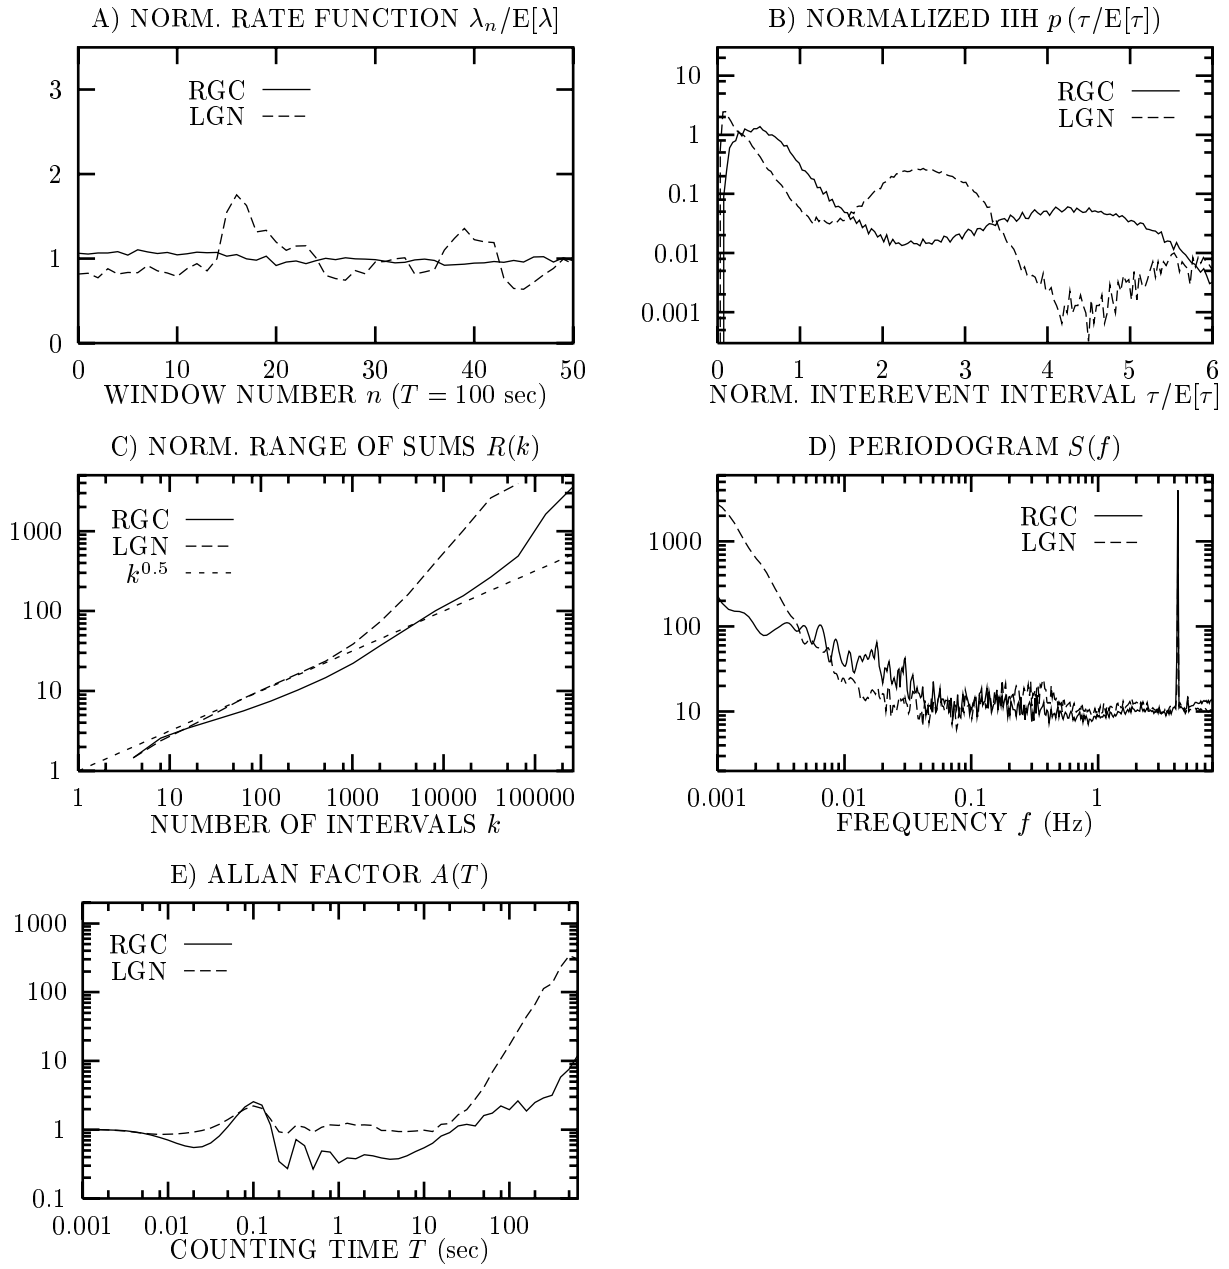 A) NORM. RATE FUNCTION λn/E[λ]
3
2
1
0
RGC
LGN
0 10 20 30 40 50
WINDOW NUMBER n (T = 100 sec)
B) NORMALIZED IIH p (τ/E[τ])
10
1
0.1
0.01
0.001
RGC
LGN
0 1 2 3 4 5 6
NORM. INTEREVENT INTERVAL τ/E[τ]
C) NORM. RANGE OF SUMS R(k)
1000
100
10
1
RGC
LGN
k^0.5
1 10 100 1000 10000 100000
NUMBER OF INTERVALS k
D) PERIODOGRAM S(f)
1000
100
10
RGC
LGN
0.001 0.01 0.1 1
FREQUENCY f (Hz)
E) ALLAN FACTOR A(T)
1000
100
10
1
0.1
RGC
LGN
0.001 0.01 0.1 1 10 100
COUNTING TIME T (sec)